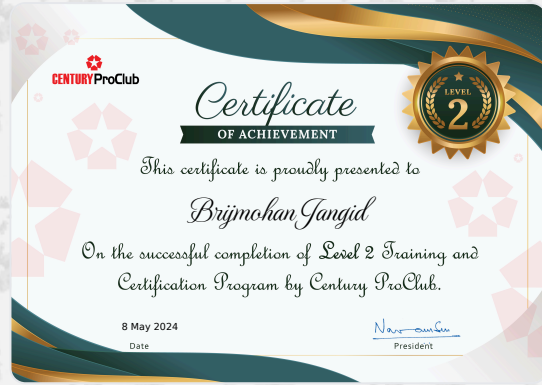 CENTURY ProClub
Certificate
OF ACHIEVEMENT
LEVEL
2
This certificate is proudly presented to
Brijmohan Jangid
On the successful completion of Level 2 Training and
Certification Program by Century ProClub.
8 May 2024
Date
President